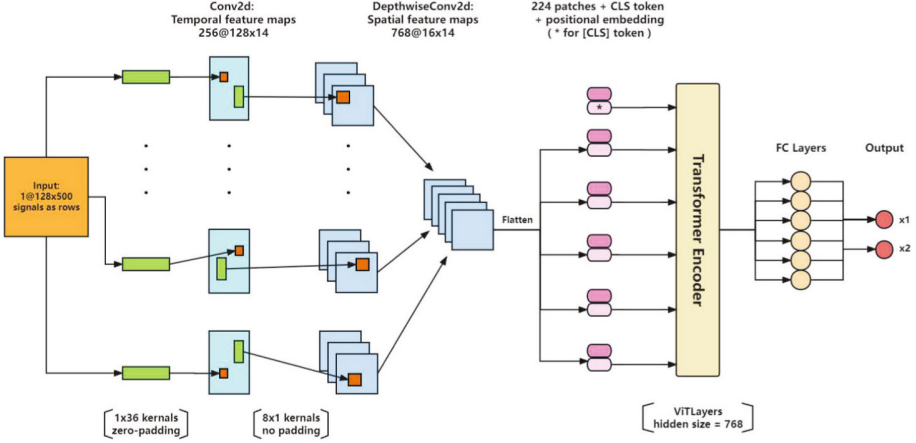 Conv2d:
Temporal feature maps
256@128x14
DepthwiseConv2d:
Spatial feature maps
768@16x14
224 patches + CLS token
+ positional embedding
( * for [CLS] token )
*
Input:
1@128x500
signals as rows
Flatten
Transformer Encoder
FC Layers
Output
x1
x2
1x36 kernals
zero-padding
8x1 kernals
no padding
ViTLayers
hidden size = 768